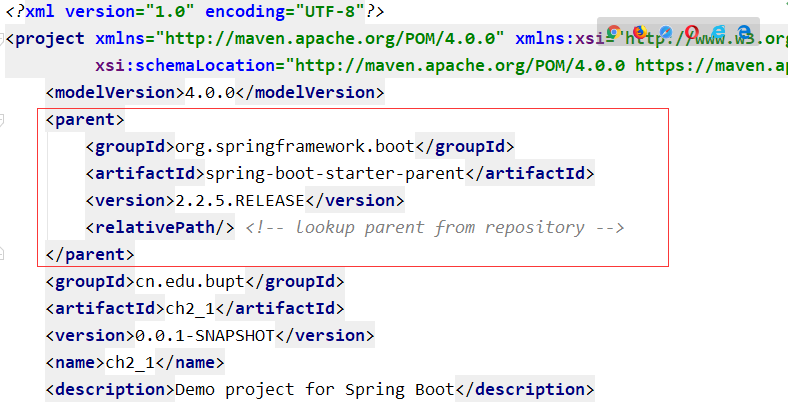 <?xml version="1.0" encoding="UTF-8"?>
<project xmlns="http://maven.apache.org/POM/4.0.0" xmlns:xsi="http://www.w3.org
xsi:schemaLocation="http://maven.apache.org/POM/4.0.0 https://maven.ap
<modelVersion>4.0.0</modelVersion>
<parent>
<groupId>org.springframework.boot</groupId>
<artifactId>spring-boot-starter-parent</artifactId>
<version>2.2.5.RELEASE</version>
<relativePath/> <!-- lookup parent from repository -->
</parent>
<groupId>cn.edu.bupt</groupId>
<artifactId>ch2_1</artifactId>
<version>0.0.1-SNAPSHOT</version>
<name>ch2_1</name>
<description>Demo project for Spring Boot</description>